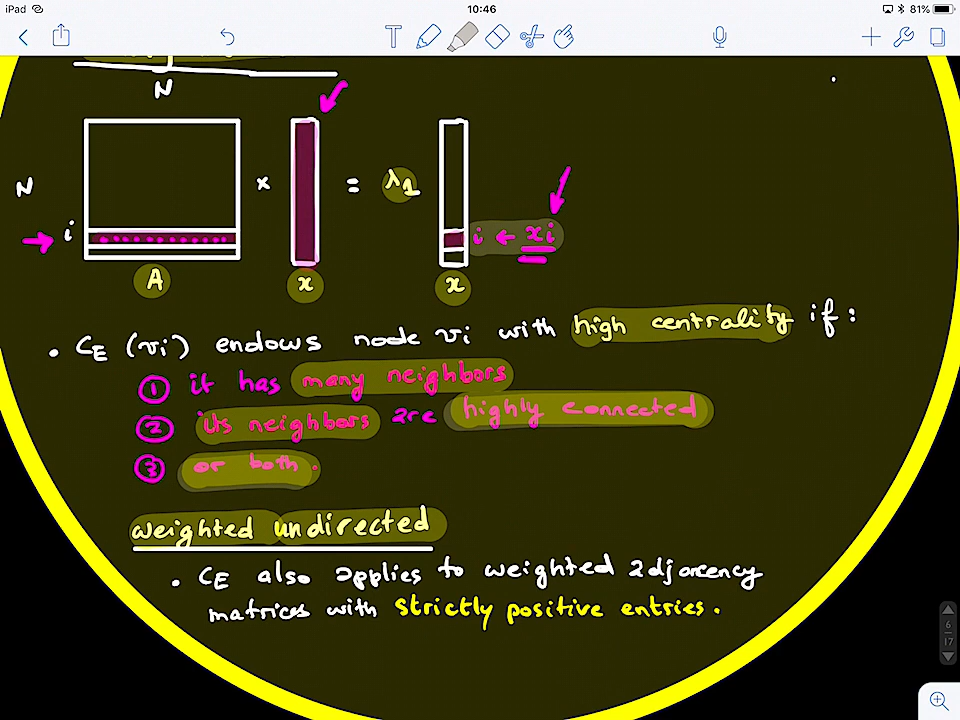 iPad 10:46 81%
T
N
N × = λ1
i i ← xi
A x x
• CE (vi) endows node vi with high centrality if :
① it has many neighbors
② its neighbors are highly connected
③ or both.
weighted undirected
• CE also applies to weighted adjacency
matrices with strictly positive entries.
6
17